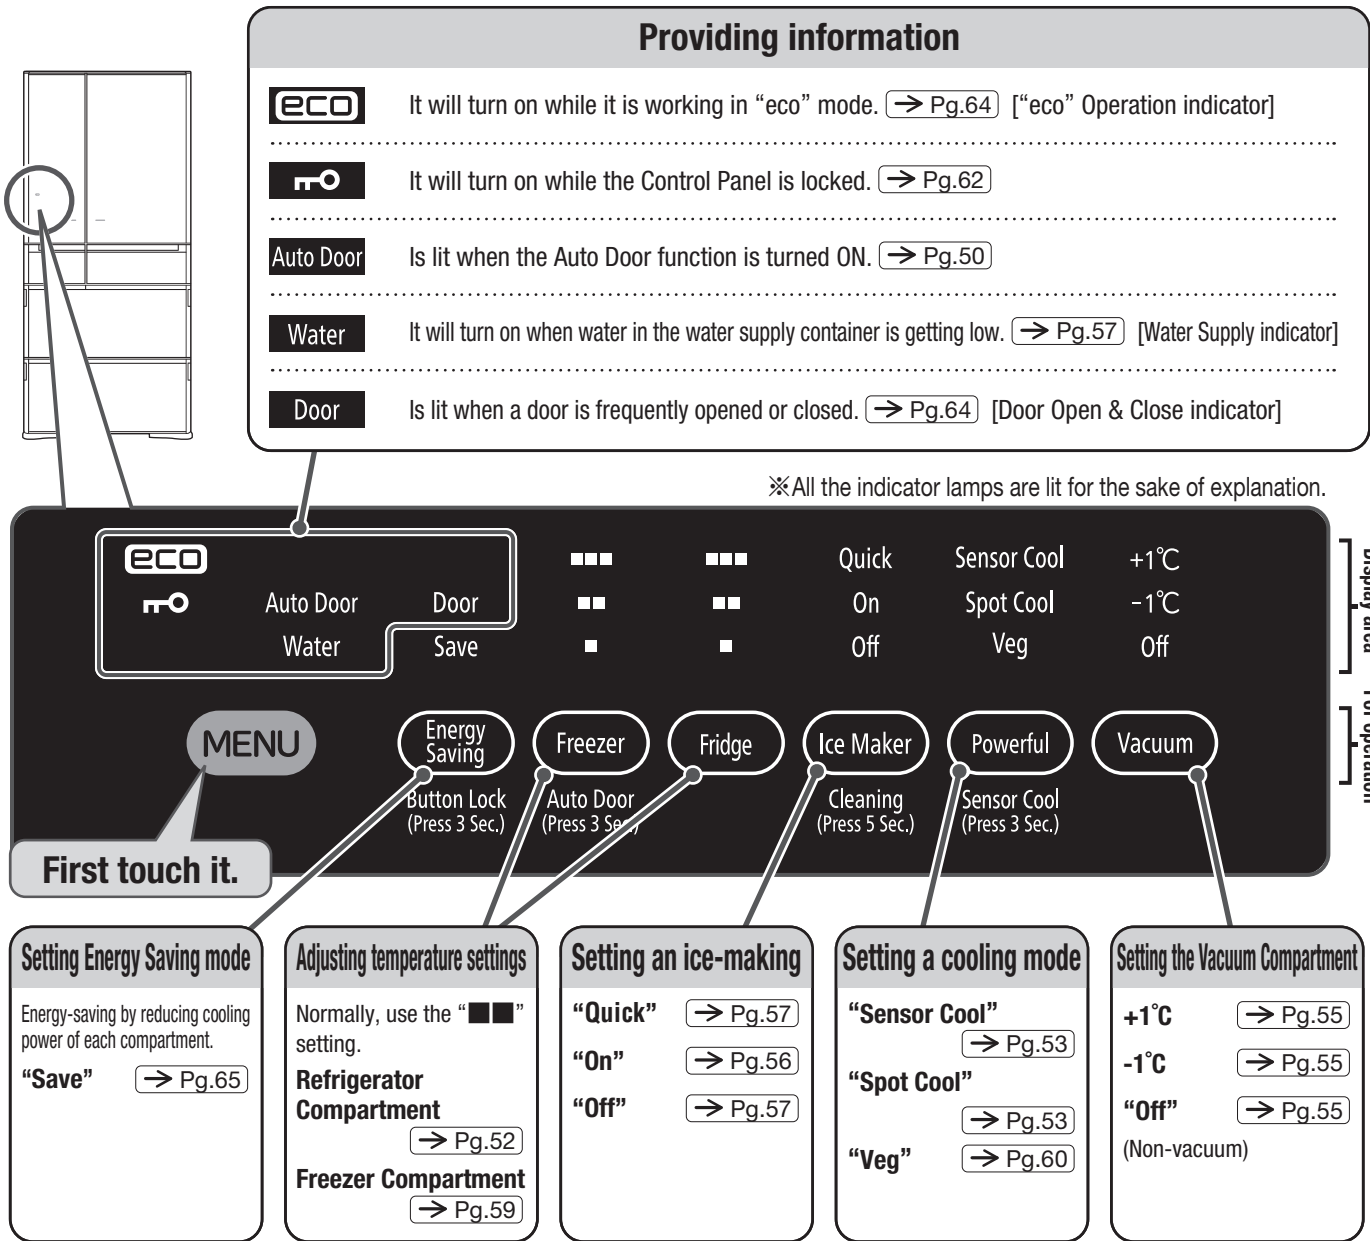 Providing information
eco It will turn on while it is working in “eco” mode. → Pg.64 [“eco” Operation indicator]
It will turn on while the Control Panel is locked. → Pg.62
Auto Door Is lit when the Auto Door function is turned ON. → Pg.50
Water It will turn on when water in the water supply container is getting low. → Pg.57 [Water Supply indicator]
Door Is lit when a door is frequently opened or closed. → Pg.64 [Door Open & Close indicator]
※All the indicator lamps are lit for the sake of explanation.
eco ■■■ ■■■ Quick Sensor Cool +1℃
Auto Door Door ■■ ■■ On Spot Cool -1℃
Water Save ■ ■ Off Veg Off
Display area
MENU Energy Saving Freezer Fridge Ice Maker Powerful Vacuum
For operation
Button Lock Auto Door Cleaning Sensor Cool
(Press 3 Sec.) (Press 3 Sec.) (Press 5 Sec.) (Press 3 Sec.)
First touch it.
Setting Energy Saving mode
Energy-saving by reducing cooling
power of each compartment.
“Save” → Pg.65
Adjusting temperature settings
Normally, use the “■■”
setting.
Refrigerator
Compartment
→ Pg.52
Freezer Compartment
→ Pg.59
Setting an ice-making
“Quick” → Pg.57
“On” → Pg.56
“Off” → Pg.57
Setting a cooling mode
“Sensor Cool”
→ Pg.53
“Spot Cool”
→ Pg.53
“Veg” → Pg.60
Setting the Vacuum Compartment
+1℃ → Pg.55
-1℃ → Pg.55
“Off” → Pg.55
(Non-vacuum)